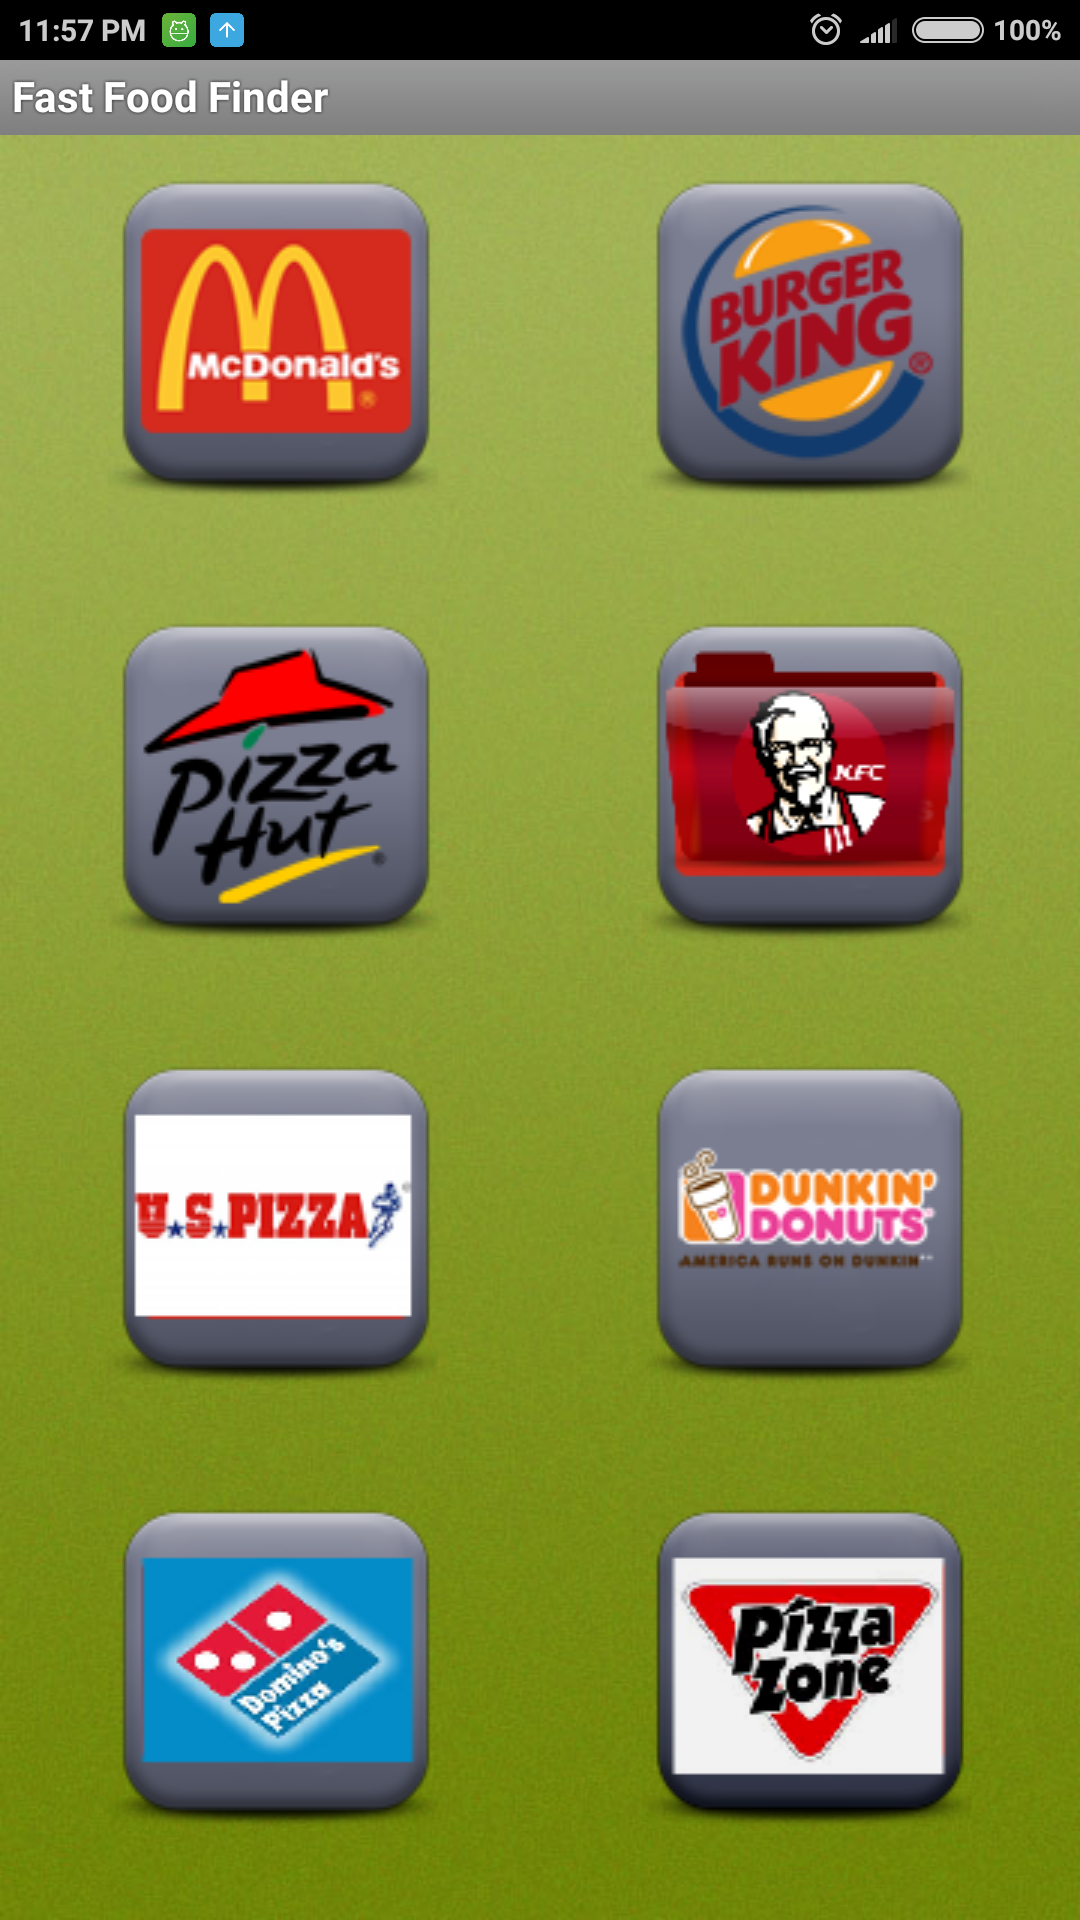 11:57 PM
100%
Fast Food Finder
McDonald's
®
BURGER
KING
®
Pizza
Hut
®
KFC
U.S.PIZZA
®
DUNKIN'
DONUTS
AMERICA RUNS ON DUNKIN'
Domino's
Pizza
Pizza
Zone